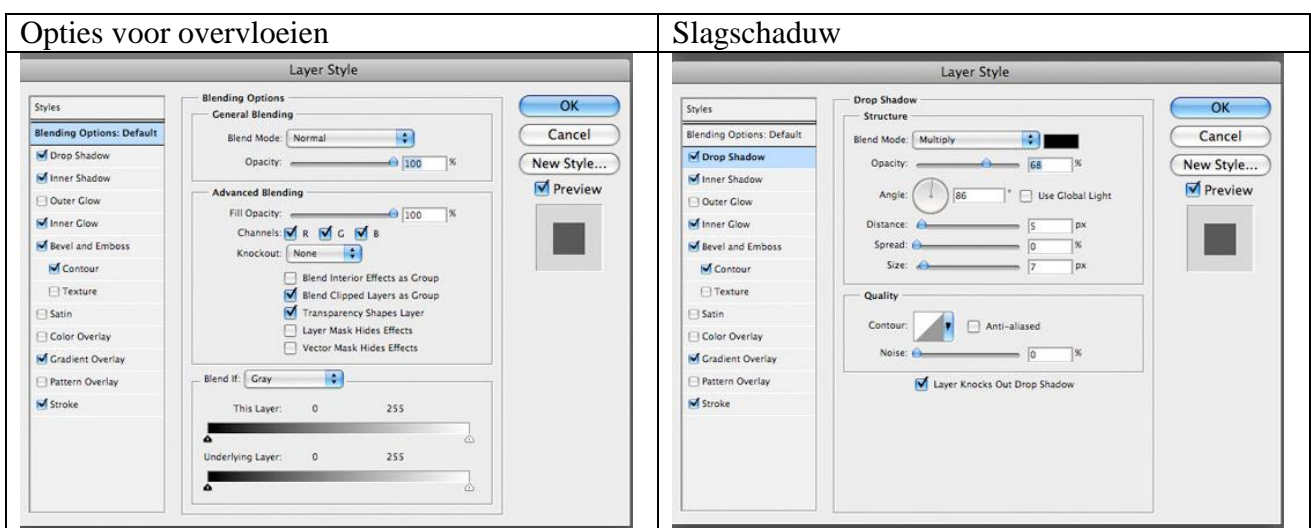 Opties voor overvloeien
Layer Style
Styles
Blending Options: Default
Drop Shadow
Inner Shadow
Outer Glow
Inner Glow
Bevel and Emboss
Contour
Texture
Satin
Color Overlay
Gradient Overlay
Pattern Overlay
Stroke
Blending Options
General Blending
Blend Mode: Normal
Opacity: 100 %
Advanced Blending
Fill Opacity: 100 %
Channels: R G B
Knockout: None
Blend Interior Effects as Group
Blend Clipped Layers as Group
Transparency Shapes Layer
Layer Mask Hides Effects
Vector Mask Hides Effects
Blend If: Gray
This Layer: 0 255
Underlying Layer: 0 255
OK
Cancel
New Style...
Preview
Slagschaduw
Layer Style
Styles
Blending Options: Default
Drop Shadow
Inner Shadow
Outer Glow
Inner Glow
Bevel and Emboss
Contour
Texture
Satin
Color Overlay
Gradient Overlay
Pattern Overlay
Stroke
Drop Shadow
Structure
Blend Mode: Multiply
Opacity: 68 %
Angle: 86 ° Use Global Light
Distance: 5 px
Spread: 0 %
Size: 7 px
Quality
Contour: Anti-aliased
Noise: 0 %
Layer Knocks Out Drop Shadow
OK
Cancel
New Style...
Preview